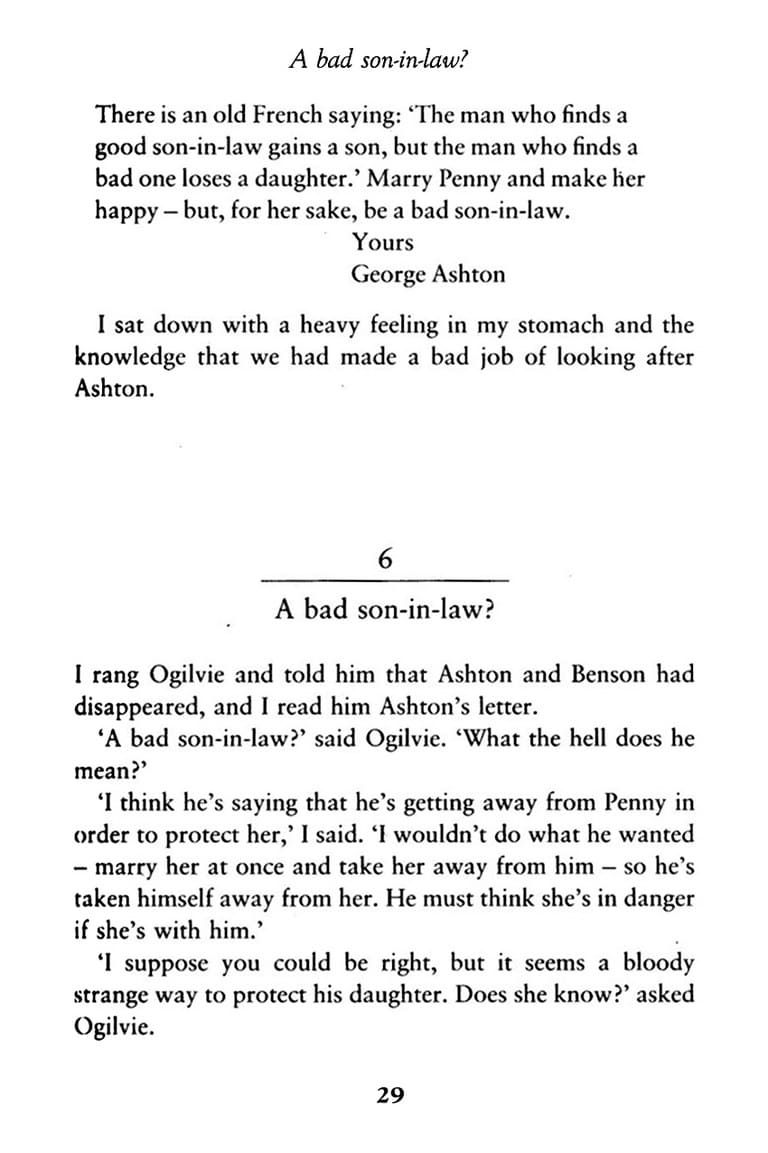 A bad son-in-law?
There is an old French saying: ‘The man who finds a
good son-in-law gains a son, but the man who finds a
bad one loses a daughter.’ Marry Penny and make her
happy – but, for her sake, be a bad son-in-law.
Yours
George Ashton
I sat down with a heavy feeling in my stomach and the
knowledge that we had made a bad job of looking after
Ashton.
6
A bad son-in-law?
I rang Ogilvie and told him that Ashton and Benson had
disappeared, and I read him Ashton’s letter.
‘A bad son-in-law?’ said Ogilvie. ‘What the hell does he
mean?’
‘I think he’s saying that he’s getting away from Penny in
order to protect her,’ I said. ‘I wouldn’t do what he wanted
– marry her at once and take her away from him – so he’s
taken himself away from her. He must think she’s in danger
if she’s with him.’
‘I suppose you could be right, but it seems a bloody
strange way to protect his daughter. Does she know?’ asked
Ogilvie.
29